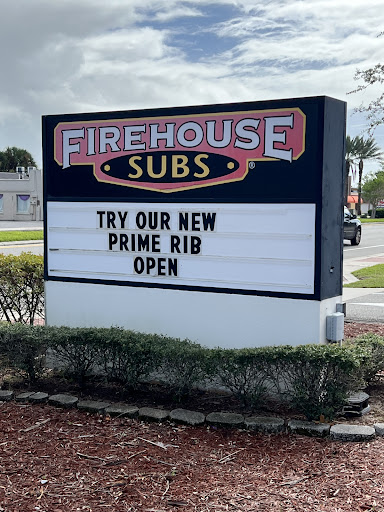 FIREHOUSE
SUBS
®
TRY OUR NEW
PRIME RIB
OPEN